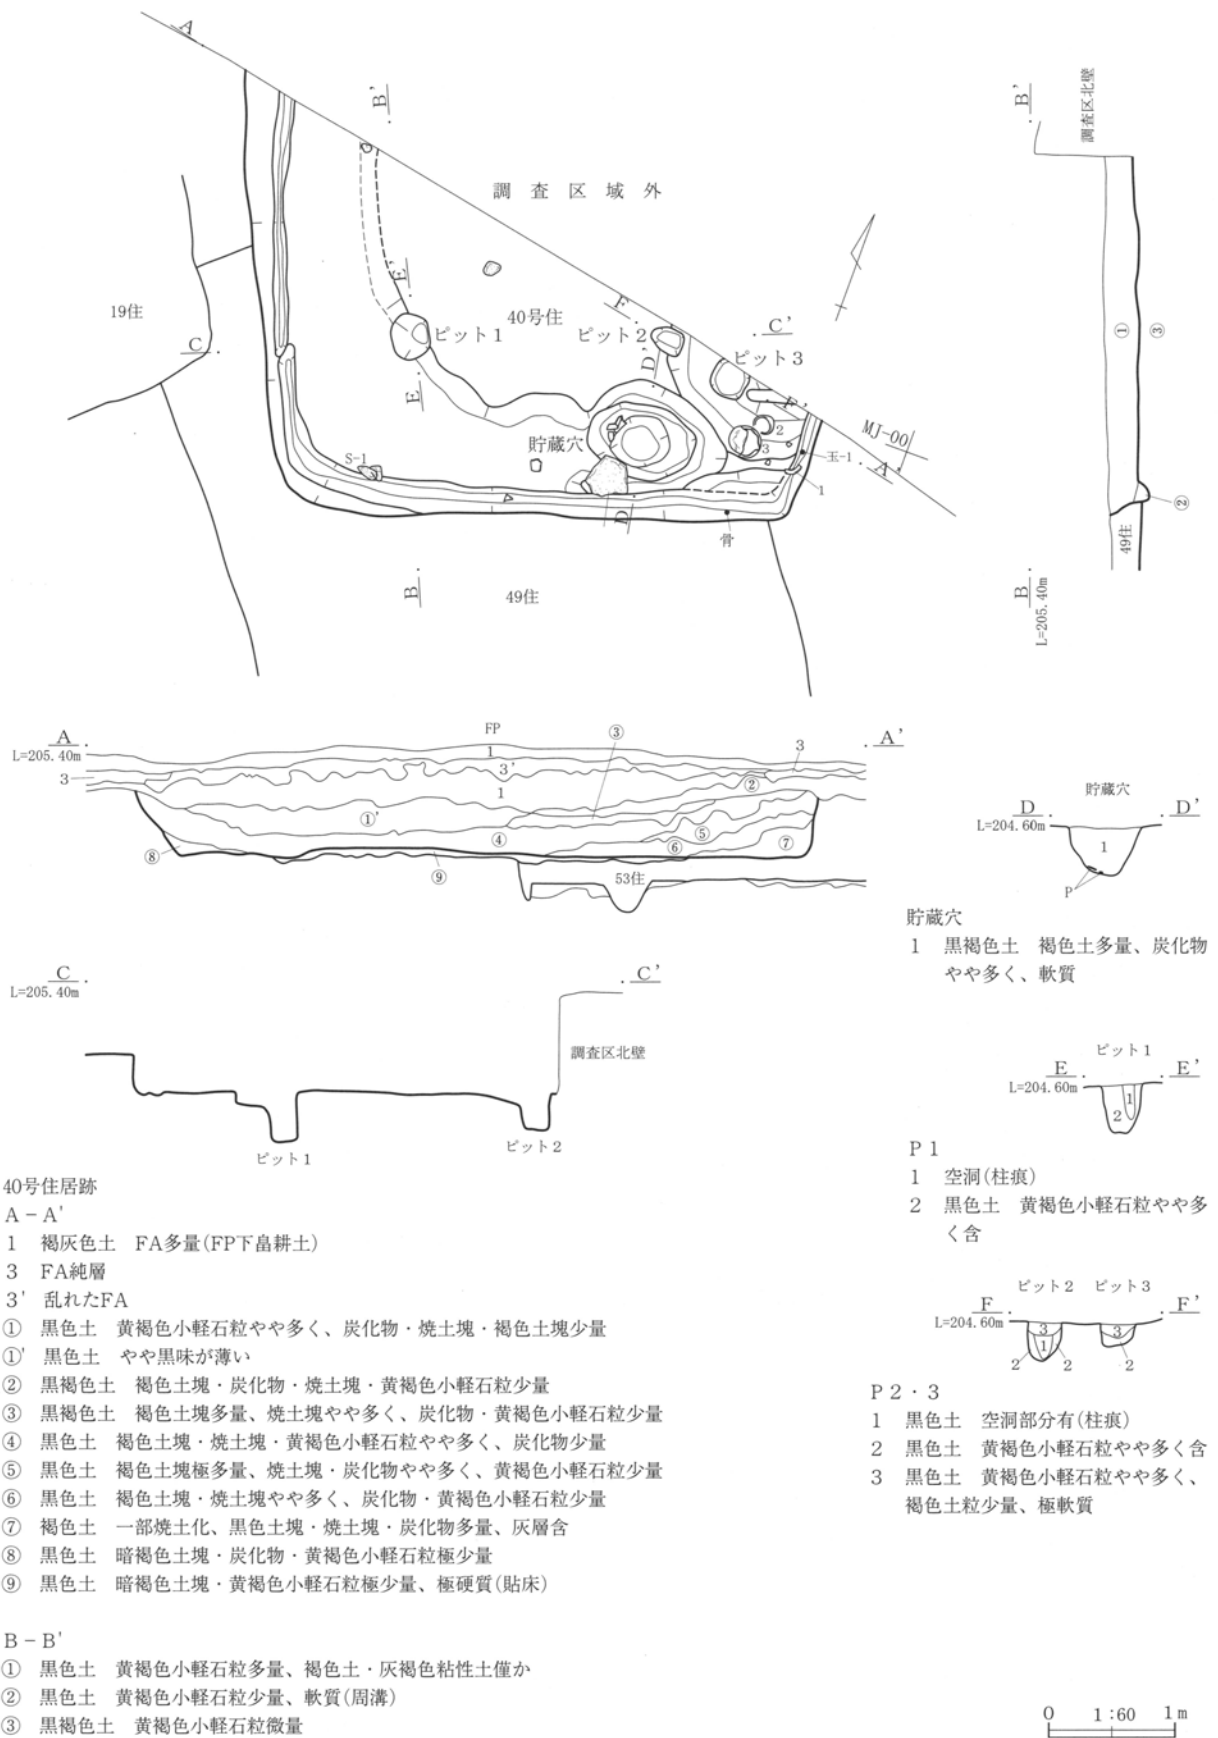 A
B'
調査区域外
19住
C
E'
ピット1
40号住
F
ピット2
C'
ピット3
D'
E
F'
貯蔵穴
2
3
MJ-00
S-1
玉-1
A
1
D
骨
B
49住
B'
調査区北壁
①
③
②
49住
B
L=205.40m
A
L=205.40m
FP
③
3
A'
1
3'
3
1
②
①'
④
⑤
⑥
⑦
⑧
⑨
53住
貯蔵穴
D
L=204.60m
D'
1
P
貯蔵穴
1 黒褐色土 褐色土多量、炭化物
やや多く、軟質
C
L=205.40m
C'
調査区北壁
ピット1
ピット2
ピット1
E
L=204.60m
E'
1
2
P1
1 空洞(柱痕)
2 黒色土 黄褐色小軽石粒やや多
く含
ピット2 ピット3
F
L=204.60m
F'
3
1
3
2
2
2
P2・3
1 黒色土 空洞部分有(柱痕)
2 黒色土 黄褐色小軽石粒やや多く含
3 黒色土 黄褐色小軽石粒やや多く、
褐色土粒少量、極軟質
40号住居跡
A-A'
1 褐灰色土 FA多量(FP下畠耕土)
3 FA純層
3' 乱れたFA
① 黒色土 黄褐色小軽石粒やや多く、炭化物・焼土塊・褐色土塊少量
①' 黒色土 やや黒味が薄い
② 黒褐色土 褐色土塊・炭化物・焼土塊・黄褐色小軽石粒少量
③ 黒褐色土 褐色土塊多量、焼土塊やや多く、炭化物・黄褐色小軽石粒少量
④ 黒色土 褐色土塊・焼土塊・黄褐色小軽石粒やや多く、炭化物少量
⑤ 黒色土 褐色土塊極多量、焼土塊・炭化物やや多く、黄褐色小軽石粒少量
⑥ 黒色土 褐色土塊・焼土塊やや多く、炭化物・黄褐色小軽石粒少量
⑦ 褐色土 一部焼土化、黒色土塊・焼土塊・炭化物多量、灰層含
⑧ 黒色土 暗褐色土塊・炭化物・黄褐色小軽石粒極少量
⑨ 黒色土 暗褐色土塊・黄褐色小軽石粒極少量、極硬質(貼床)
B-B'
① 黒色土 黄褐色小軽石粒多量、褐色土・灰褐色粘性土僅か
② 黒色土 黄褐色小軽石粒少量、軟質(周溝)
③ 黒褐色土 黄褐色小軽石粒微量
0 1:60 1m